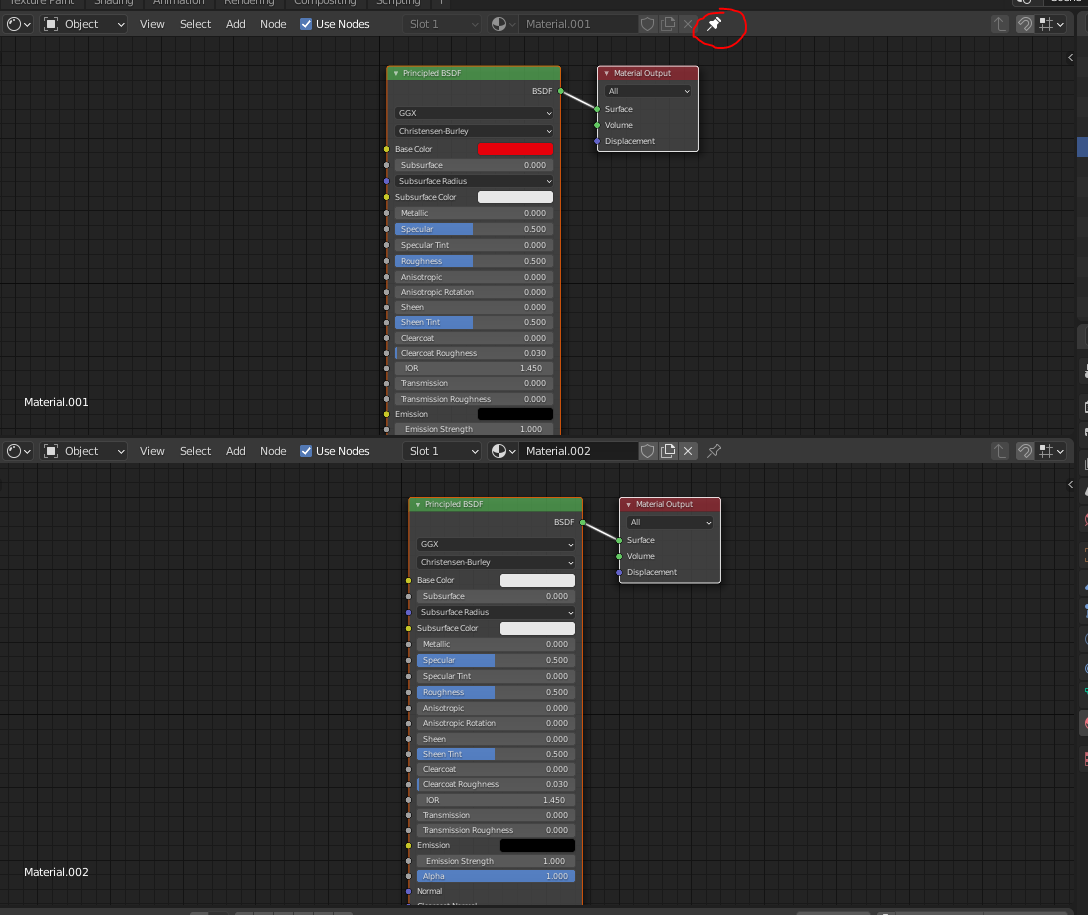 Texture Paint Shading Animation Rendering Compositing Scripting
Object View Select Add Node Use Nodes Slot 1 Material.001
Principled BSDF
BSDF
GGX
Christensen-Burley
Base Color
Subsurface 0.000
Subsurface Radius
Subsurface Color
Metallic 0.000
Specular 0.500
Specular Tint 0.000
Roughness 0.500
Anisotropic 0.000
Anisotropic Rotation 0.000
Sheen 0.000
Sheen Tint 0.500
Clearcoat 0.000
Clearcoat Roughness 0.030
IOR 1.450
Transmission 0.000
Transmission Roughness 0.000
Emission
Emission Strength 1.000
Material Output
All
Surface
Volume
Displacement
Material.001
Object View Select Add Node Use Nodes Slot 1 Material.002
Principled BSDF
BSDF
GGX
Christensen-Burley
Base Color
Subsurface 0.000
Subsurface Radius
Subsurface Color
Metallic 0.000
Specular 0.500
Specular Tint 0.000
Roughness 0.500
Anisotropic 0.000
Anisotropic Rotation 0.000
Sheen 0.000
Sheen Tint 0.500
Clearcoat 0.000
Clearcoat Roughness 0.030
IOR 1.450
Transmission 0.000
Transmission Roughness 0.000
Emission
Emission Strength 1.000
Alpha 1.000
Normal
Clearcoat Normal
Material Output
All
Surface
Volume
Displacement
Material.002